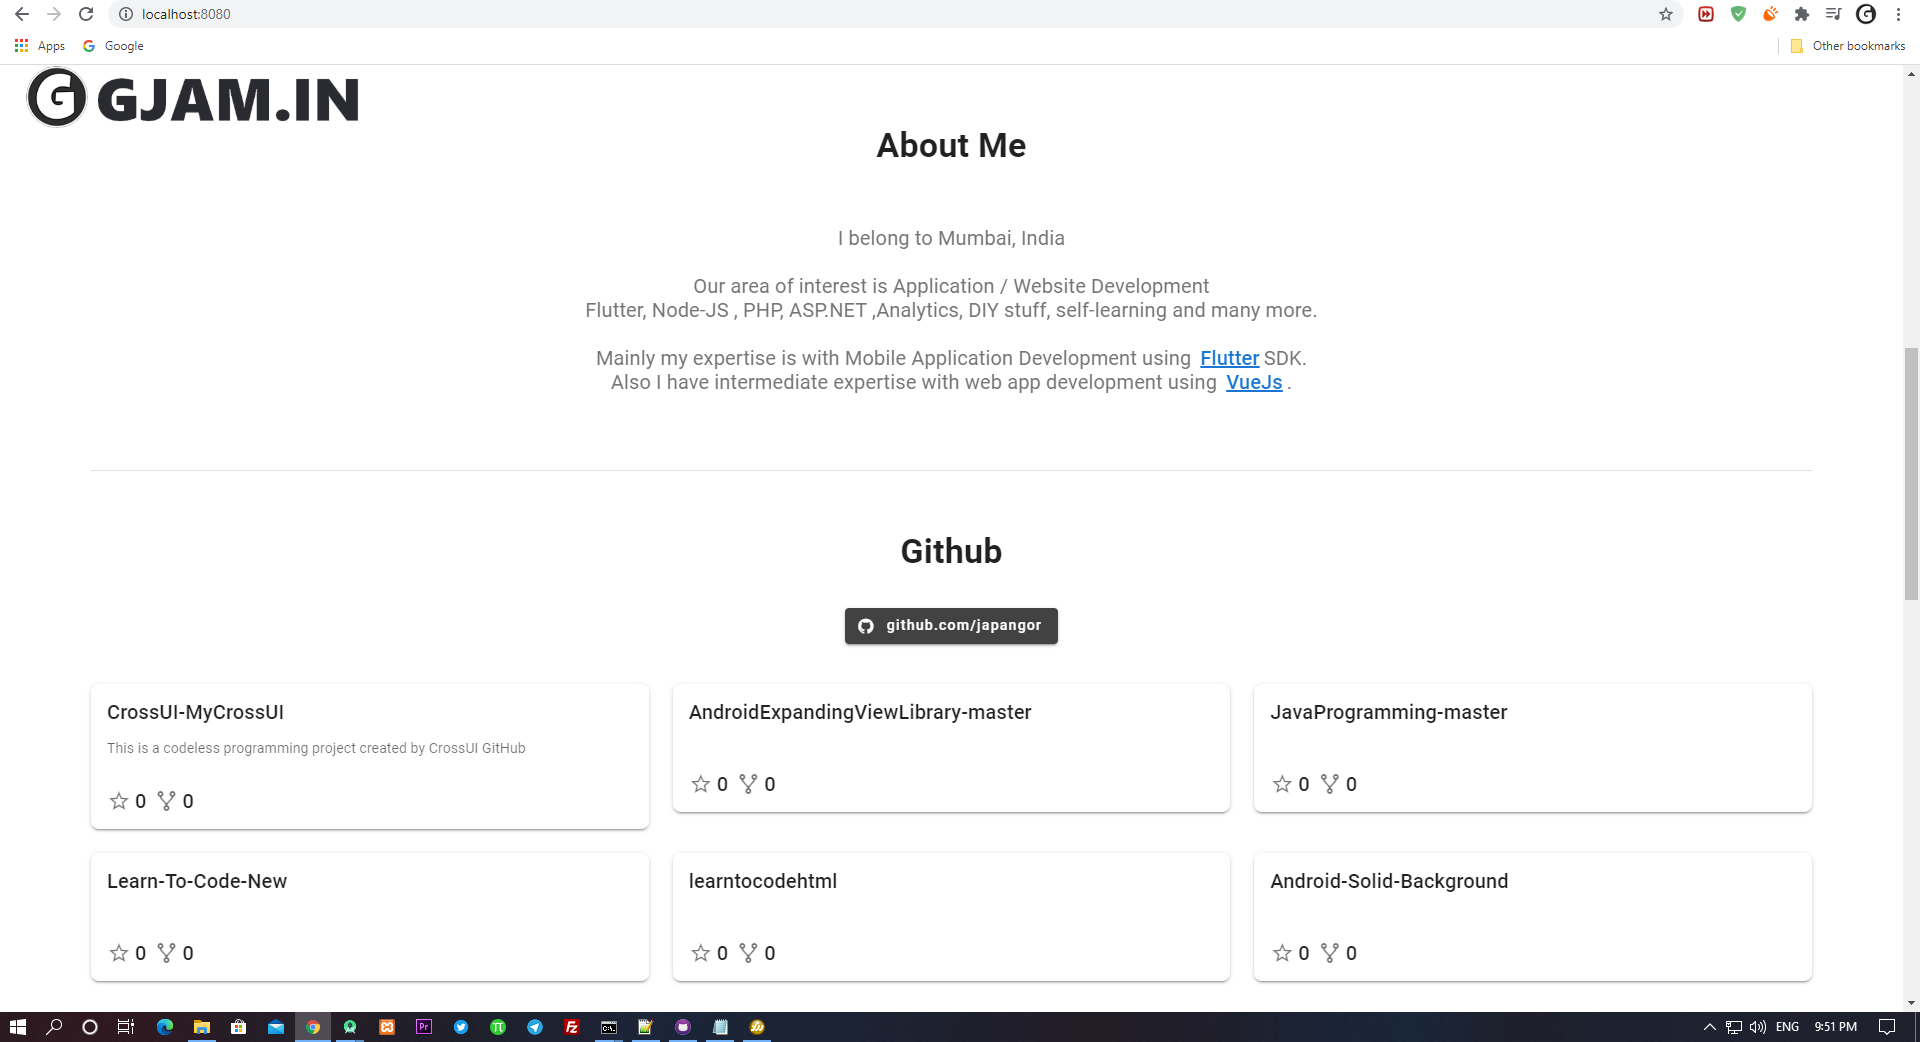 localhost:8080
Apps Google Other bookmarks
G GJAM.IN
About Me
I belong to Mumbai, India
Our area of interest is Application / Website Development
Flutter, Node-JS , PHP, ASP.NET ,Analytics, DIY stuff, self-learning and many more.
Mainly my expertise is with Mobile Application Development using Flutter SDK.
Also I have intermediate expertise with web app development using VueJs .
Github
github.com/japangor
CrossUI-MyCrossUI
This is a codeless programming project created by CrossUI GitHub
0 0
AndroidExpandingViewLibrary-master
0 0
JavaProgramming-master
0 0
Learn-To-Code-New
0 0
learntocodehtml
0 0
Android-Solid-Background
0 0
Pr
FZ
C:\.
ENG 9:51 PM